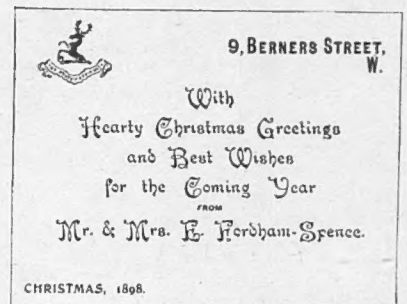 9, BERNERS STREET,
W.
With
Hearty Christmas Greetings
and Best Wishes
for the Coming Year
FROM
Mr. & Mrs. E. Fordham-Spence.
CHRISTMAS, 1898.